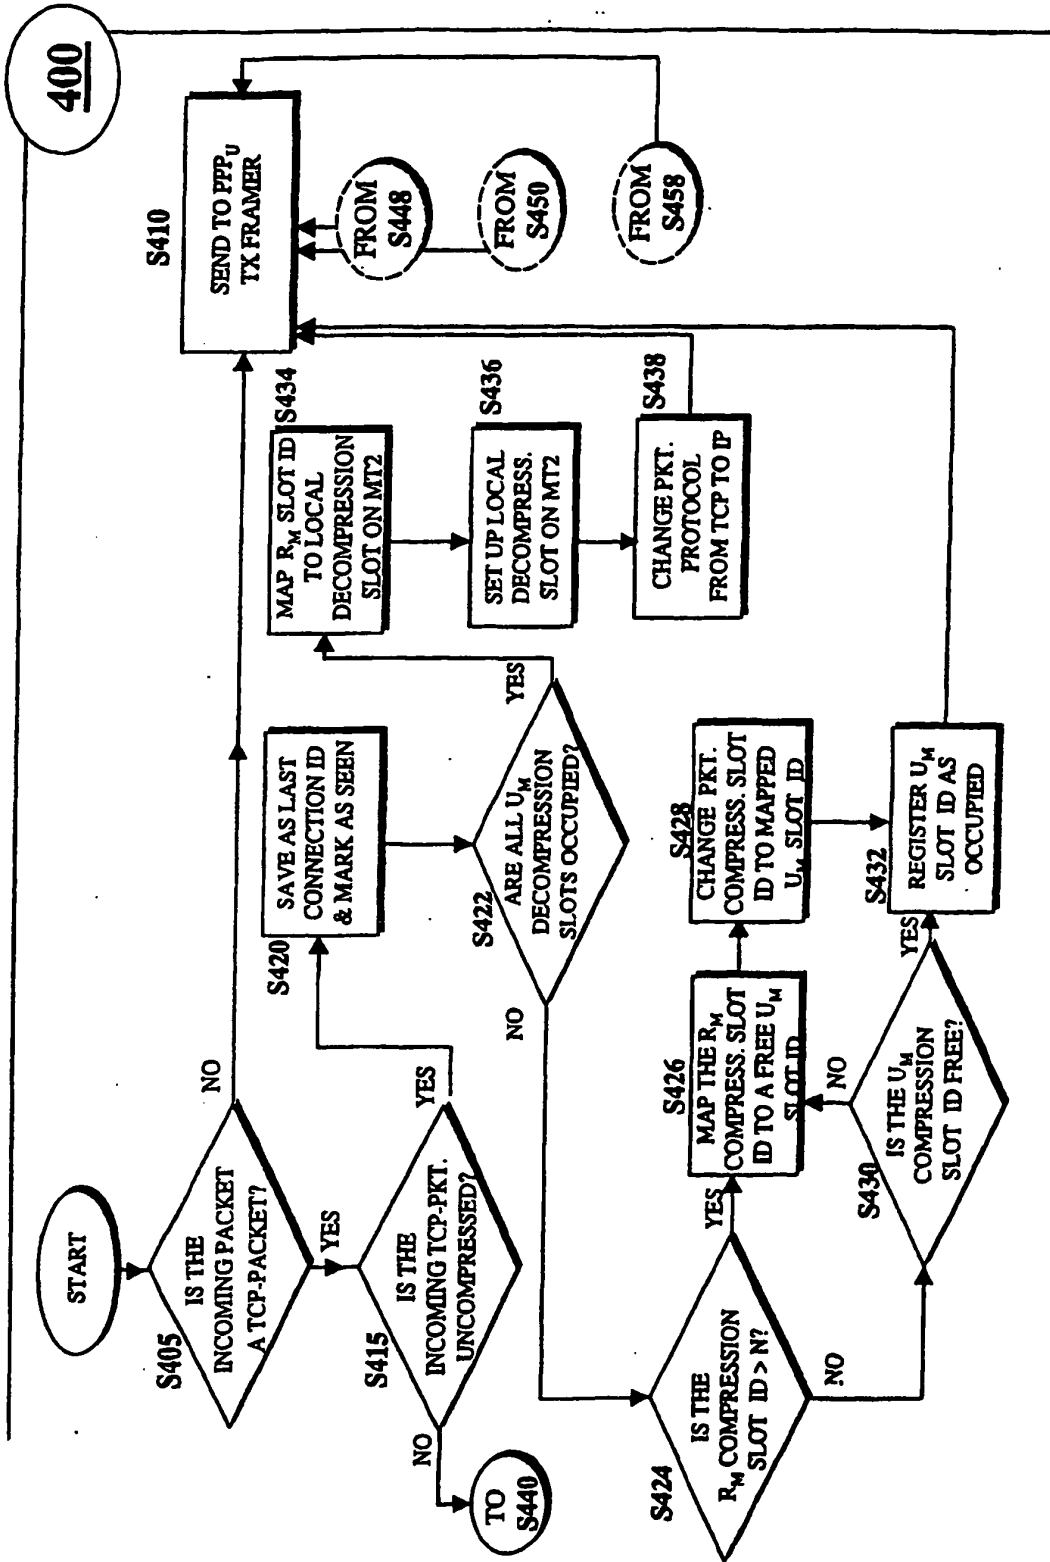 400
START
S405
IS THE
INCOMING PACKET
A TCP-PACKET?
NO
YES
S410
SEND TO PPPU
TX FRAMER
S415
IS THE
INCOMING TCP-PKT.
UNCOMPRESSED?
NO
YES
TO
S440
S420
SAVE AS LAST
CONNECTION ID
& MARK AS SEEN
S422
ARE ALL UM
DECOMPRESSION
SLOTS OCCUPIED?
NO
YES
S434
MAP RM SLOT ID
TO LOCAL
DECOMPRESSION
SLOT ON MT2
FROM
S448
S436
SET UP LOCAL
DECOMPRESS.
SLOT ON MT2
FROM
S450
S438
CHANGE PKT.
PROTOCOL
FROM TCP TO IP
FROM
S458
S424
IS THE
RM COMPRESSION
SLOT ID > N?
YES
NO
S426
MAP THE RM
COMPRESS. SLOT
ID TO A FREE UM
SLOT ID
S428
CHANGE PKT.
COMPRESS. SLOT
ID TO MAPPED
UM SLOT ID
S430
IS THE UM
COMPRESSION
SLOT ID FREE?
NO
YES
S432
REGISTER UM
SLOT ID AS
OCCUPIED